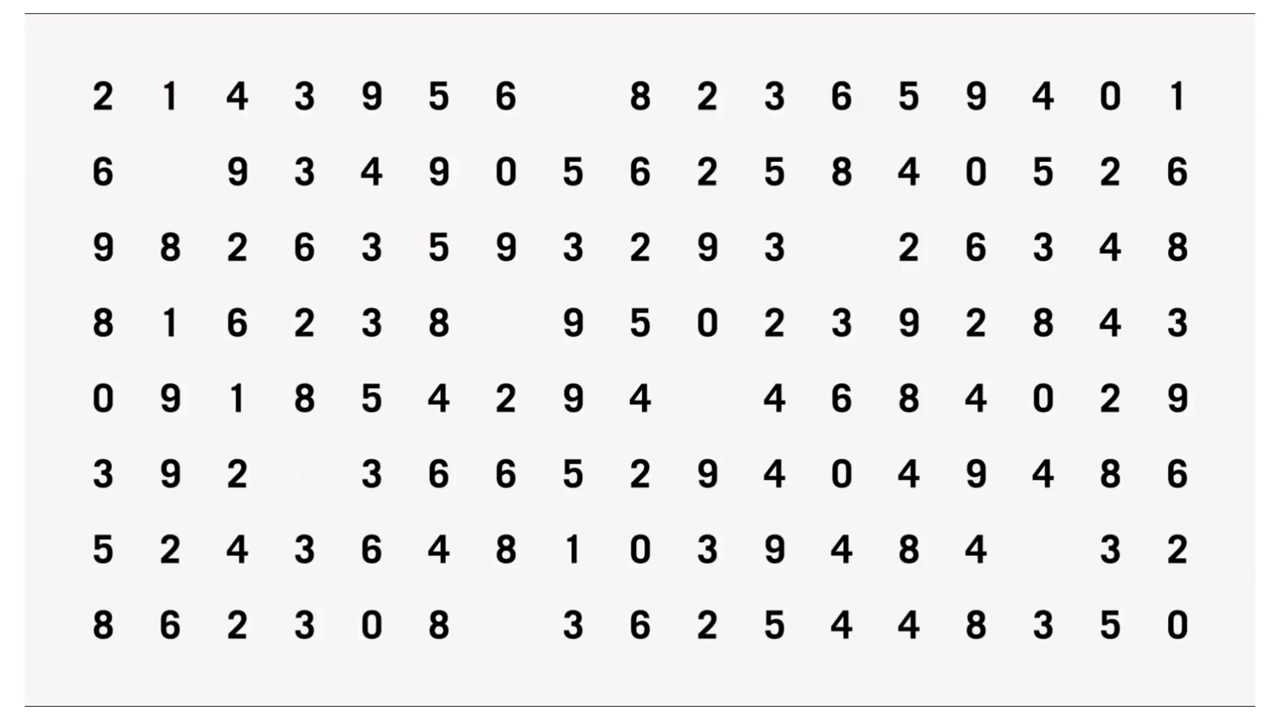 2 1 4 3 9 5 6 8 2 3 6 5 9 4 0 1
6 9 3 4 9 0 5 6 2 5 8 4 0 5 2 6
9 8 2 6 3 5 9 3 2 9 3 2 6 3 4 8
8 1 6 2 3 8 9 5 0 2 3 9 2 8 4 3
0 9 1 8 5 4 2 9 4 4 6 8 4 0 2 9
3 9 2 3 6 6 5 2 9 4 0 4 9 4 8 6
5 2 4 3 6 4 8 1 0 3 9 4 8 4 3 2
8 6 2 3 0 8 3 6 2 5 4 4 8 3 5 0